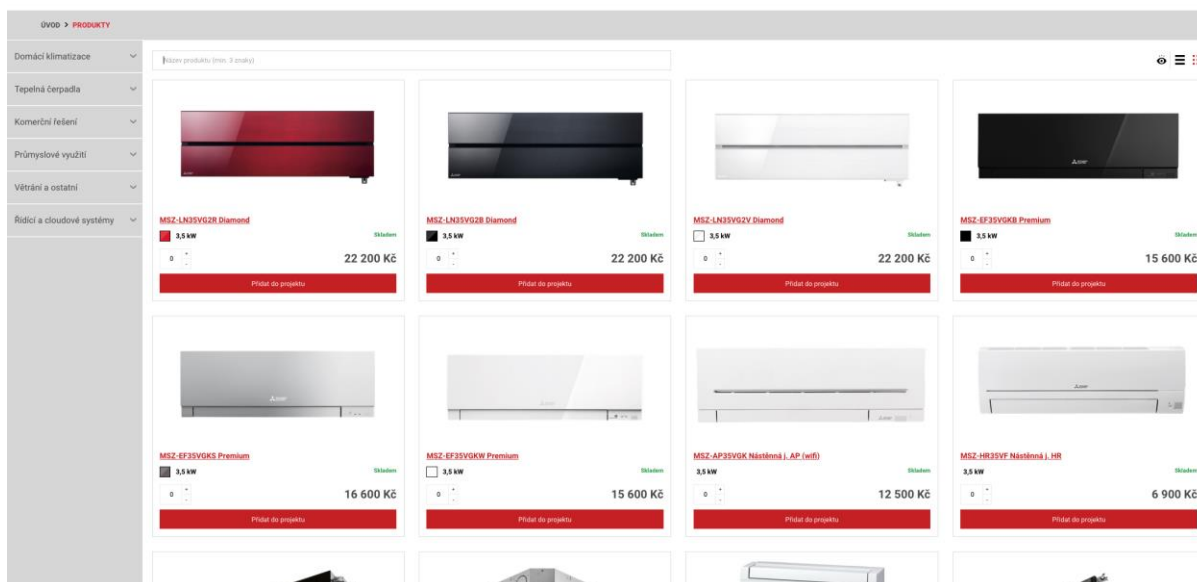 ÚVOD > PRODUKTY
Domácí klimatizace
Tepelná čerpadla
Komerční řešení
Průmyslové využití
Větrání a ostatní
Řídící a cloudové systémy
Název produktu (min. 3 znaky)
MSZ-LN35VG2R Diamond
3,5 kW Skladem
0 22 200 Kč
Přidat do projektu
MSZ-LN35VG2B Diamond
3,5 kW Skladem
0 22 200 Kč
Přidat do projektu
MSZ-LN35VG2V Diamond
3,5 kW Skladem
0 22 200 Kč
Přidat do projektu
MSZ-EF35VGKB Premium
3,5 kW Skladem
0 15 600 Kč
Přidat do projektu
MSZ-EF35VGKS Premium
3,5 kW Skladem
0 16 600 Kč
Přidat do projektu
MSZ-EF35VGKW Premium
3,5 kW Skladem
0 15 600 Kč
Přidat do projektu
MSZ-AP35VGK Nástěnná j. AP (wifi)
3,5 kW Skladem
0 12 500 Kč
Přidat do projektu
MSZ-HR35VF Nástěnná j. HR
3,5 kW Skladem
0 6 900 Kč
Přidat do projektu